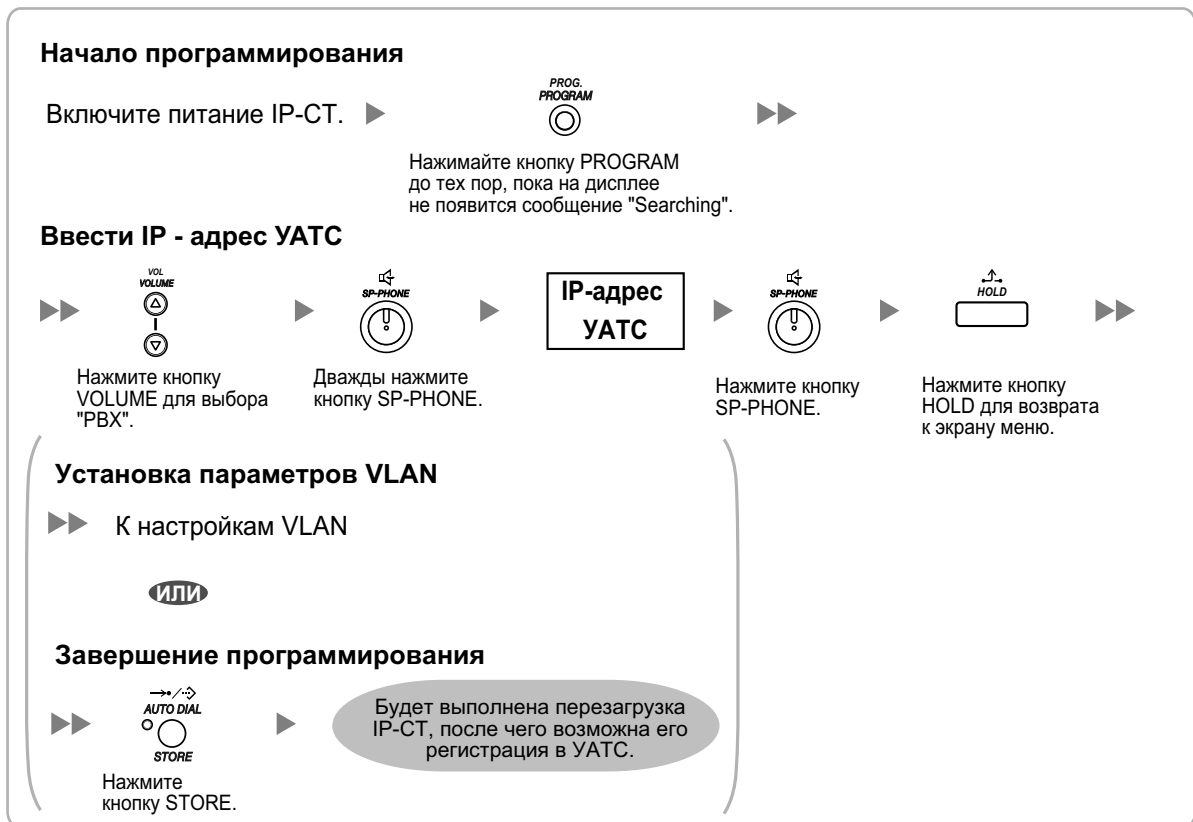 Начало программирования
PROG.
PROGRAM
Включите питание IP-CT.
Нажимайте кнопку PROGRAM
до тех пор, пока на дисплее
не появится сообщение "Searching".
Ввести IP - адрес УАТС
VOL
VOLUME
SP-PHONE
IP-адрес
УАТС
SP-PHONE
HOLD
Нажмите кнопку
VOLUME для выбора
"PBX".
Дважды нажмите
кнопку SP-PHONE.
Нажмите кнопку
SP-PHONE.
Нажмите кнопку
HOLD для возврата
к экрану меню.
Установка параметров VLAN
К настройкам VLAN
ИЛИ
Завершение программирования
AUTO DIAL
STORE
Нажмите
кнопку STORE.
Будет выполнена перезагрузка
IP-CT, после чего возможна его
регистрация в УАТС.